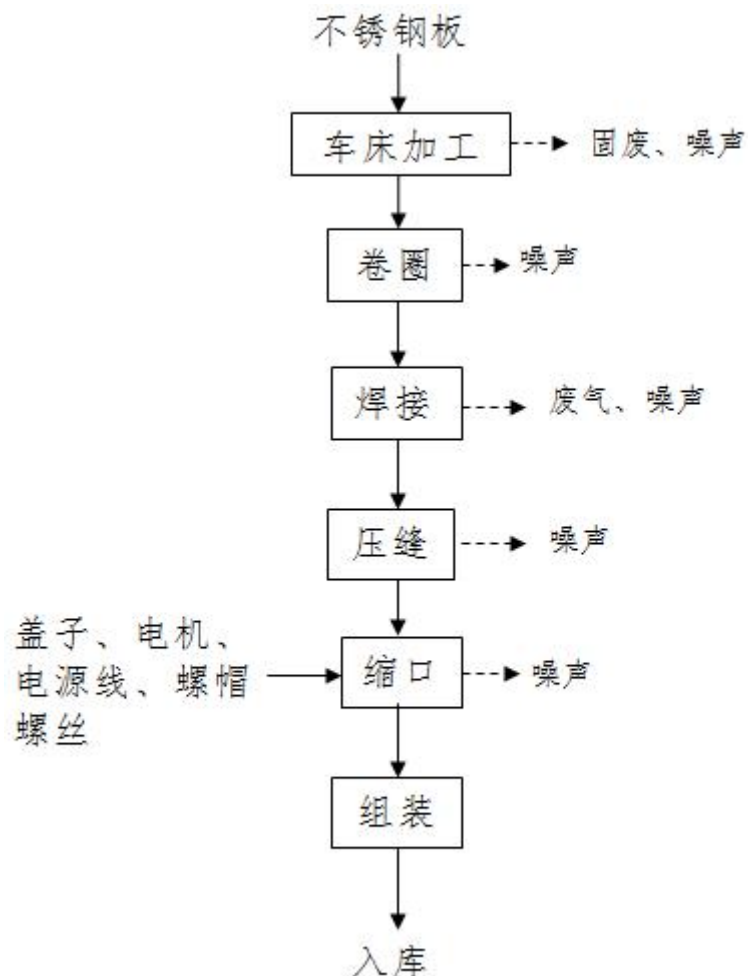 不锈钢板
车床加工
固废、噪声
卷圈
噪声
焊接
废气、噪声
压缝
噪声
盖子、电机、
电源线、螺帽
螺丝
缩口
噪声
组装
入库